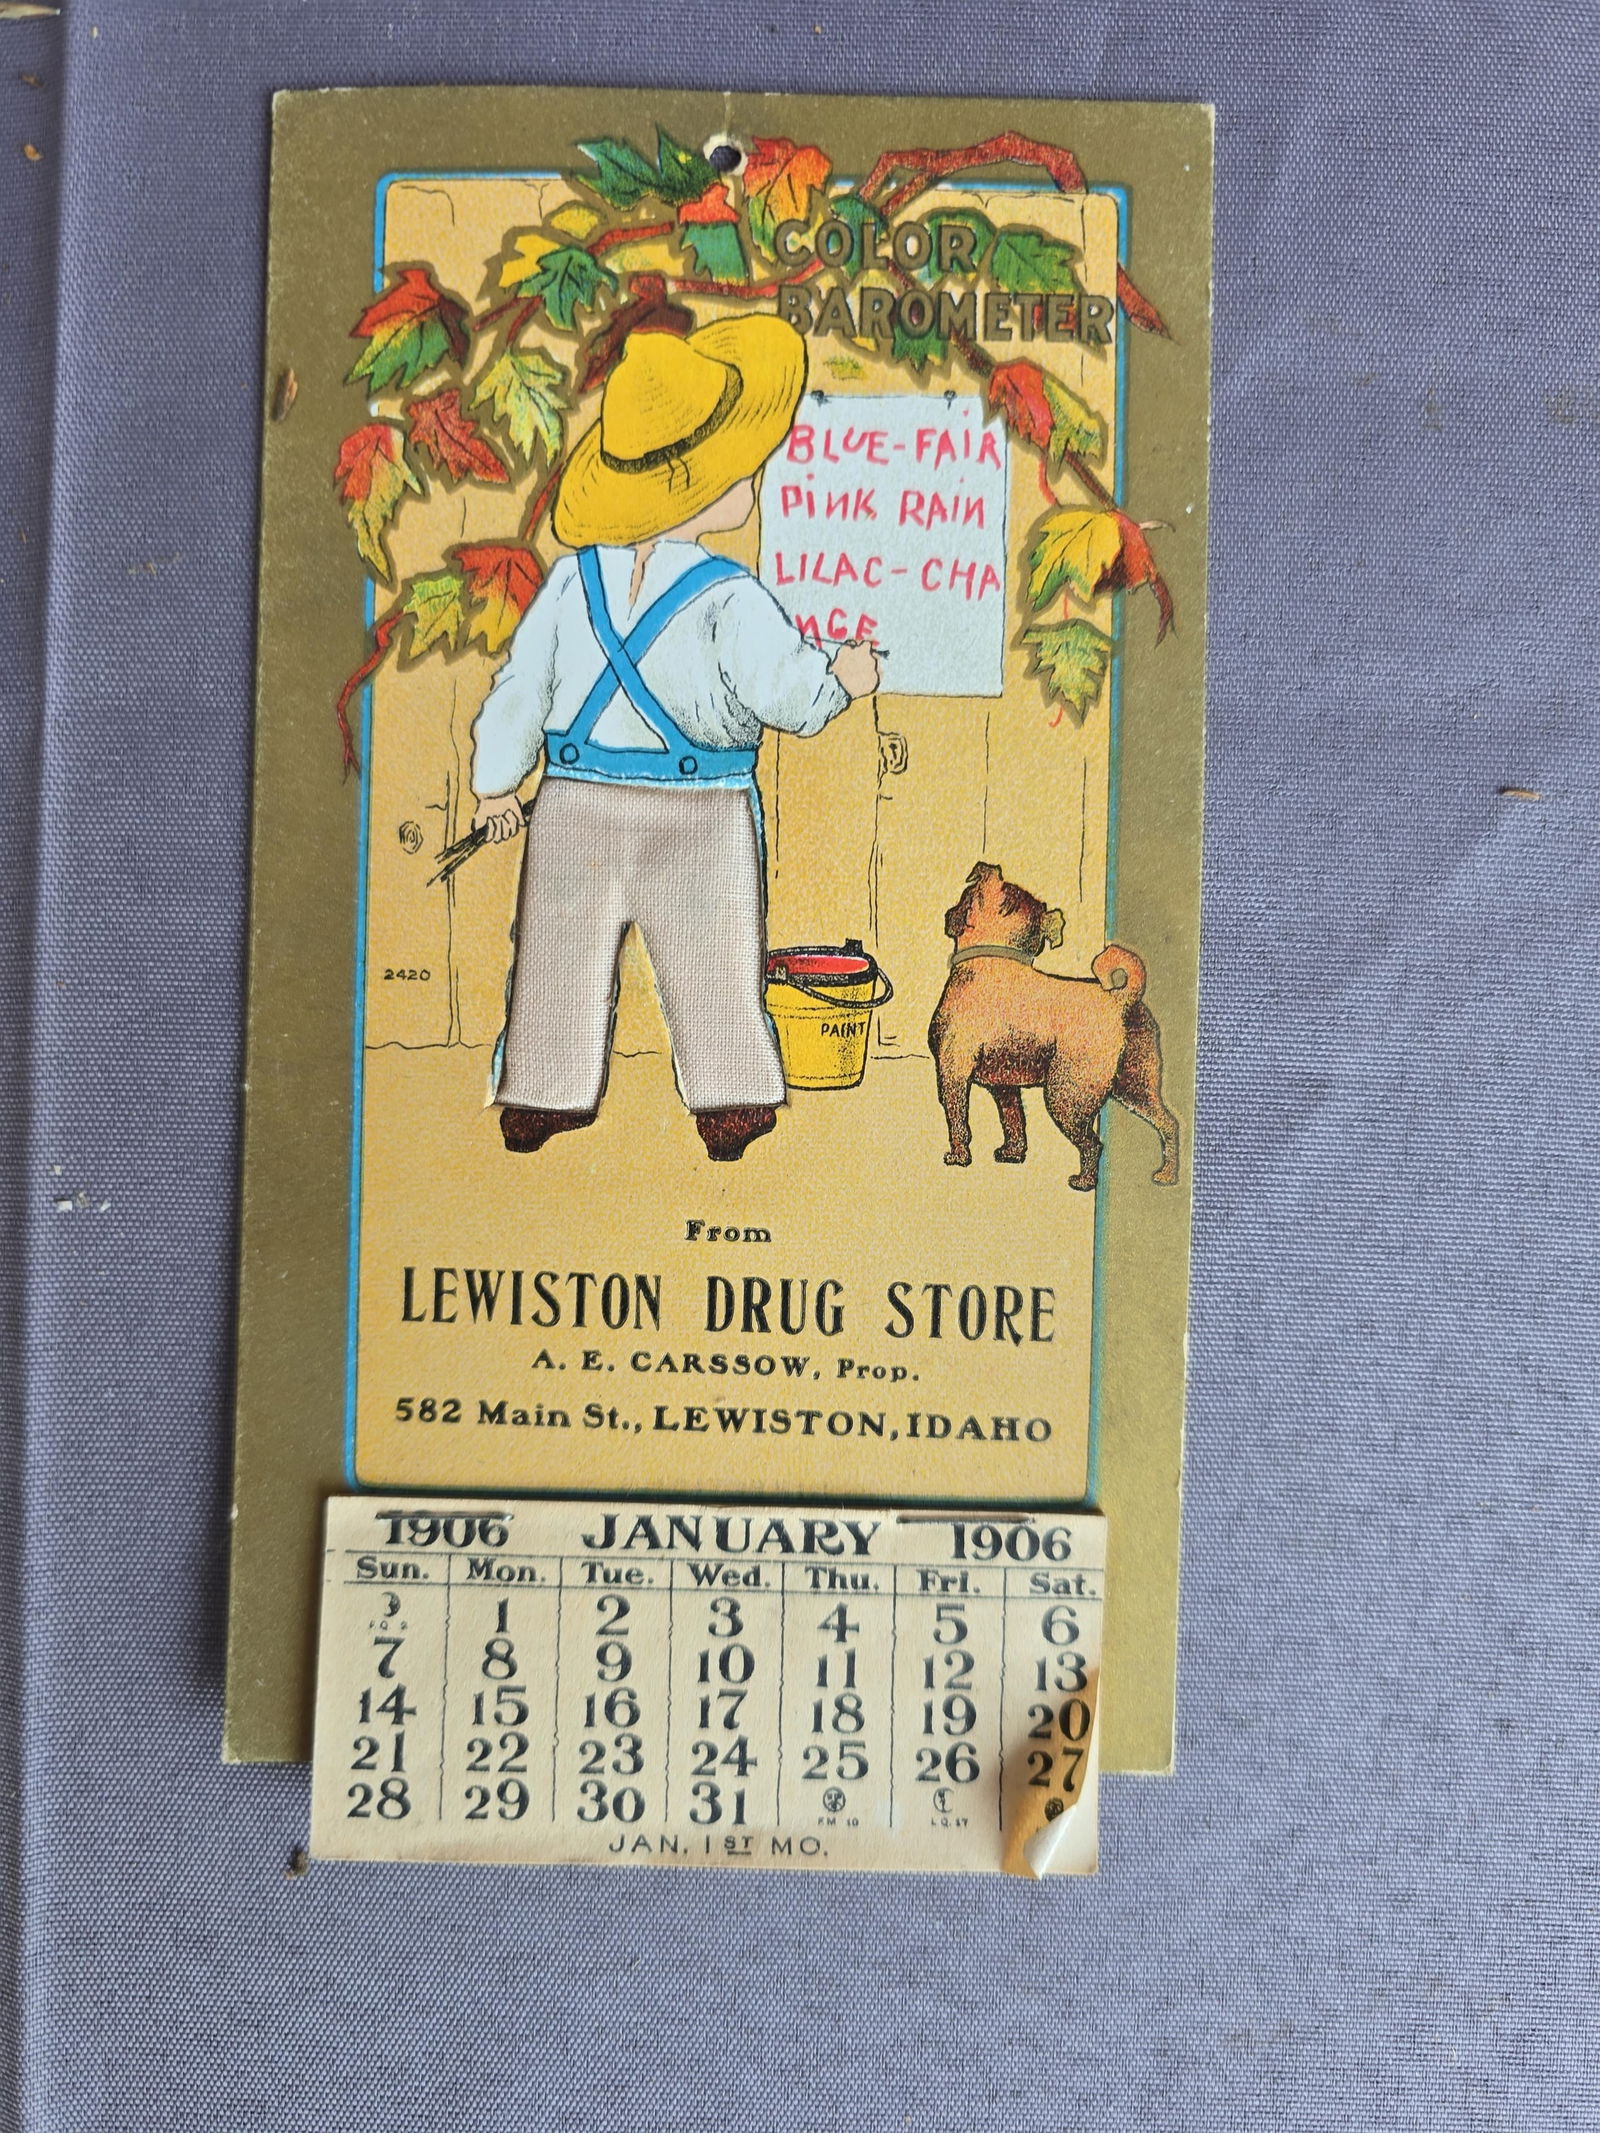 COLOR
BAROMETER
BLUE-FAIR
PiNK RAiN
LILAC-CHA
NGE
2420
PAINT
From
LEWISTON DRUG STORE
A. E. CARSSOW, Prop.
582 Main St., LEWISTON, IDAHO
1906 JANUARY 1906
Sun. Mon. Tue. Wed. Thu. Fri. Sat.
1 2 3 4 5 6
7 8 9 10 11 12 13
14 15 16 17 18 19 20
21 22 23 24 25 26 27
28 29 30 31
F.M. 10 L.Q. 17
JAN. 1ST MO.